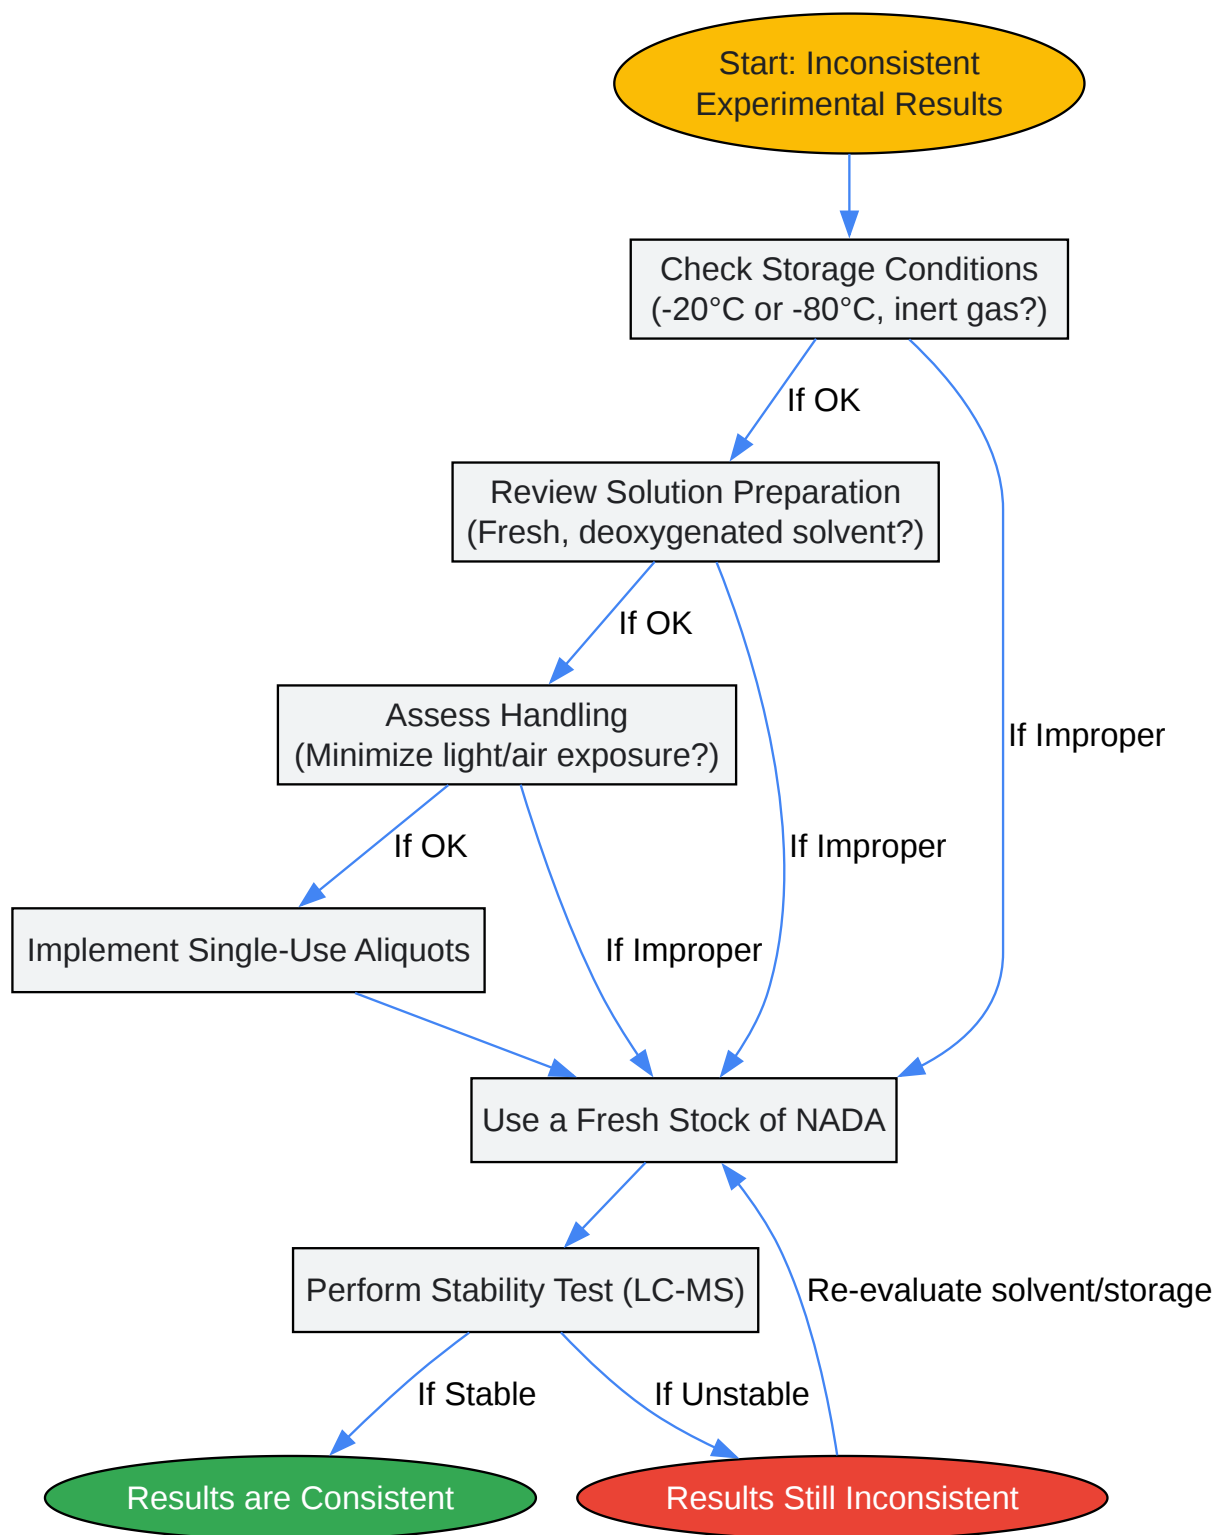 Start: Inconsistent
Experimental Results
Check Storage Conditions
(-20°C or -80°C, inert gas?)
If OK
Review Solution Preparation
(Fresh, deoxygenated solvent?)
If OK
Assess Handling
(Minimize light/air exposure?)
If Improper
If OK
If Improper
Implement Single-Use Aliquots
If Improper
Use a Fresh Stock of NADA
Perform Stability Test (LC-MS)
Re-evaluate solvent/storage
If Stable
If Unstable
Results are Consistent
Results Still Inconsistent